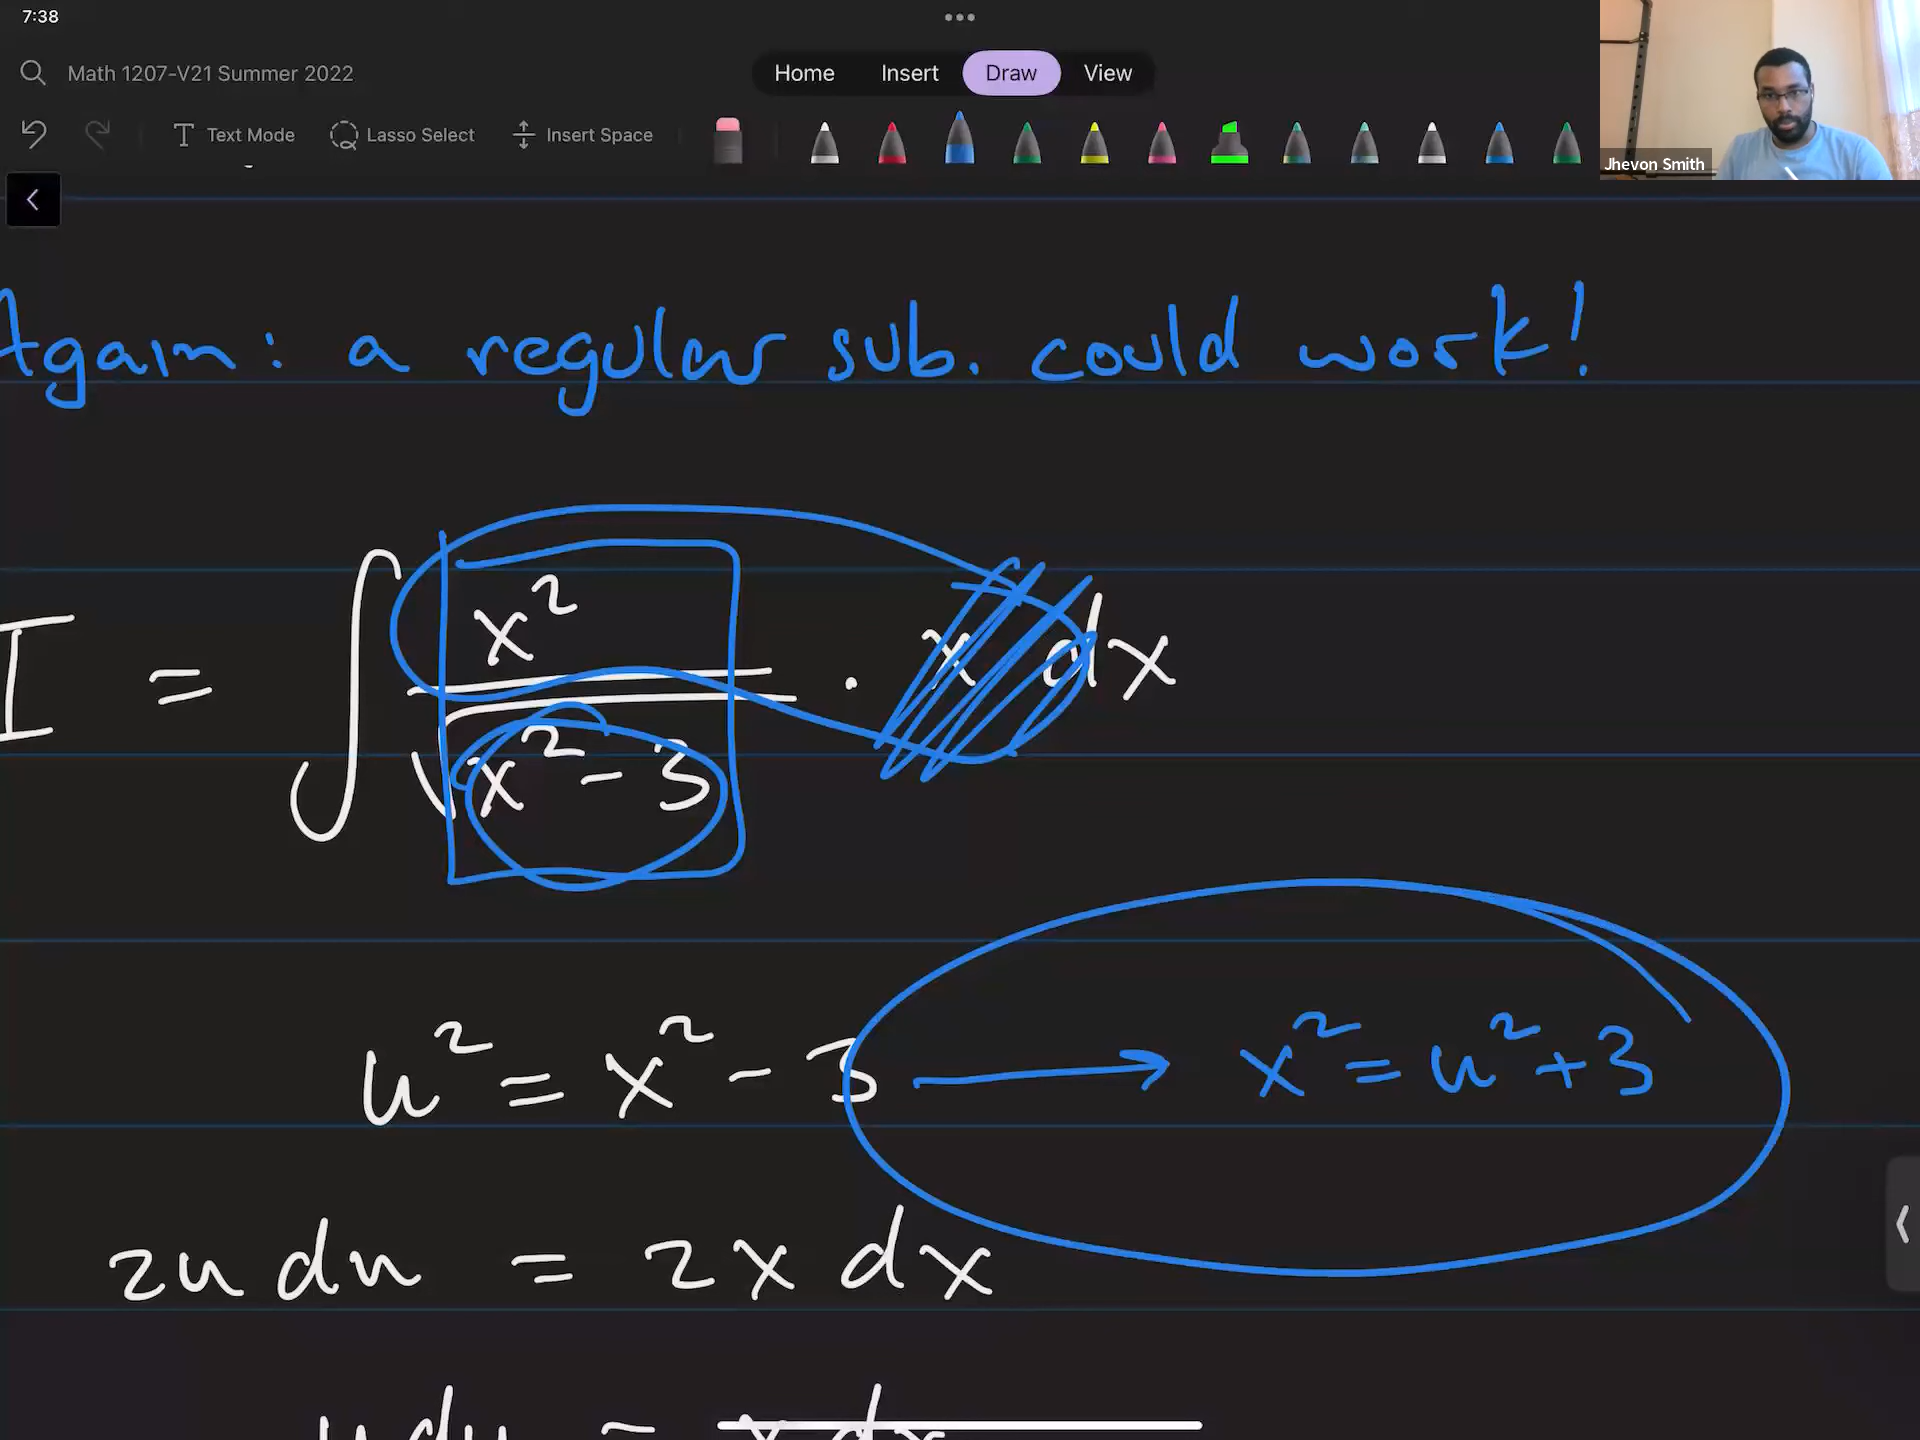 7:38
Math 1207-V21 Summer 2022
Home Insert Draw View
Text Mode Lasso Select Insert Space
Jhevon Smith
Again: a regular sub. could work!
I = ∫ x² / √(x² - 3) · x dx
u² = x² - 3 → x² = u² + 3
2u du = 2x dx
u du = x dx